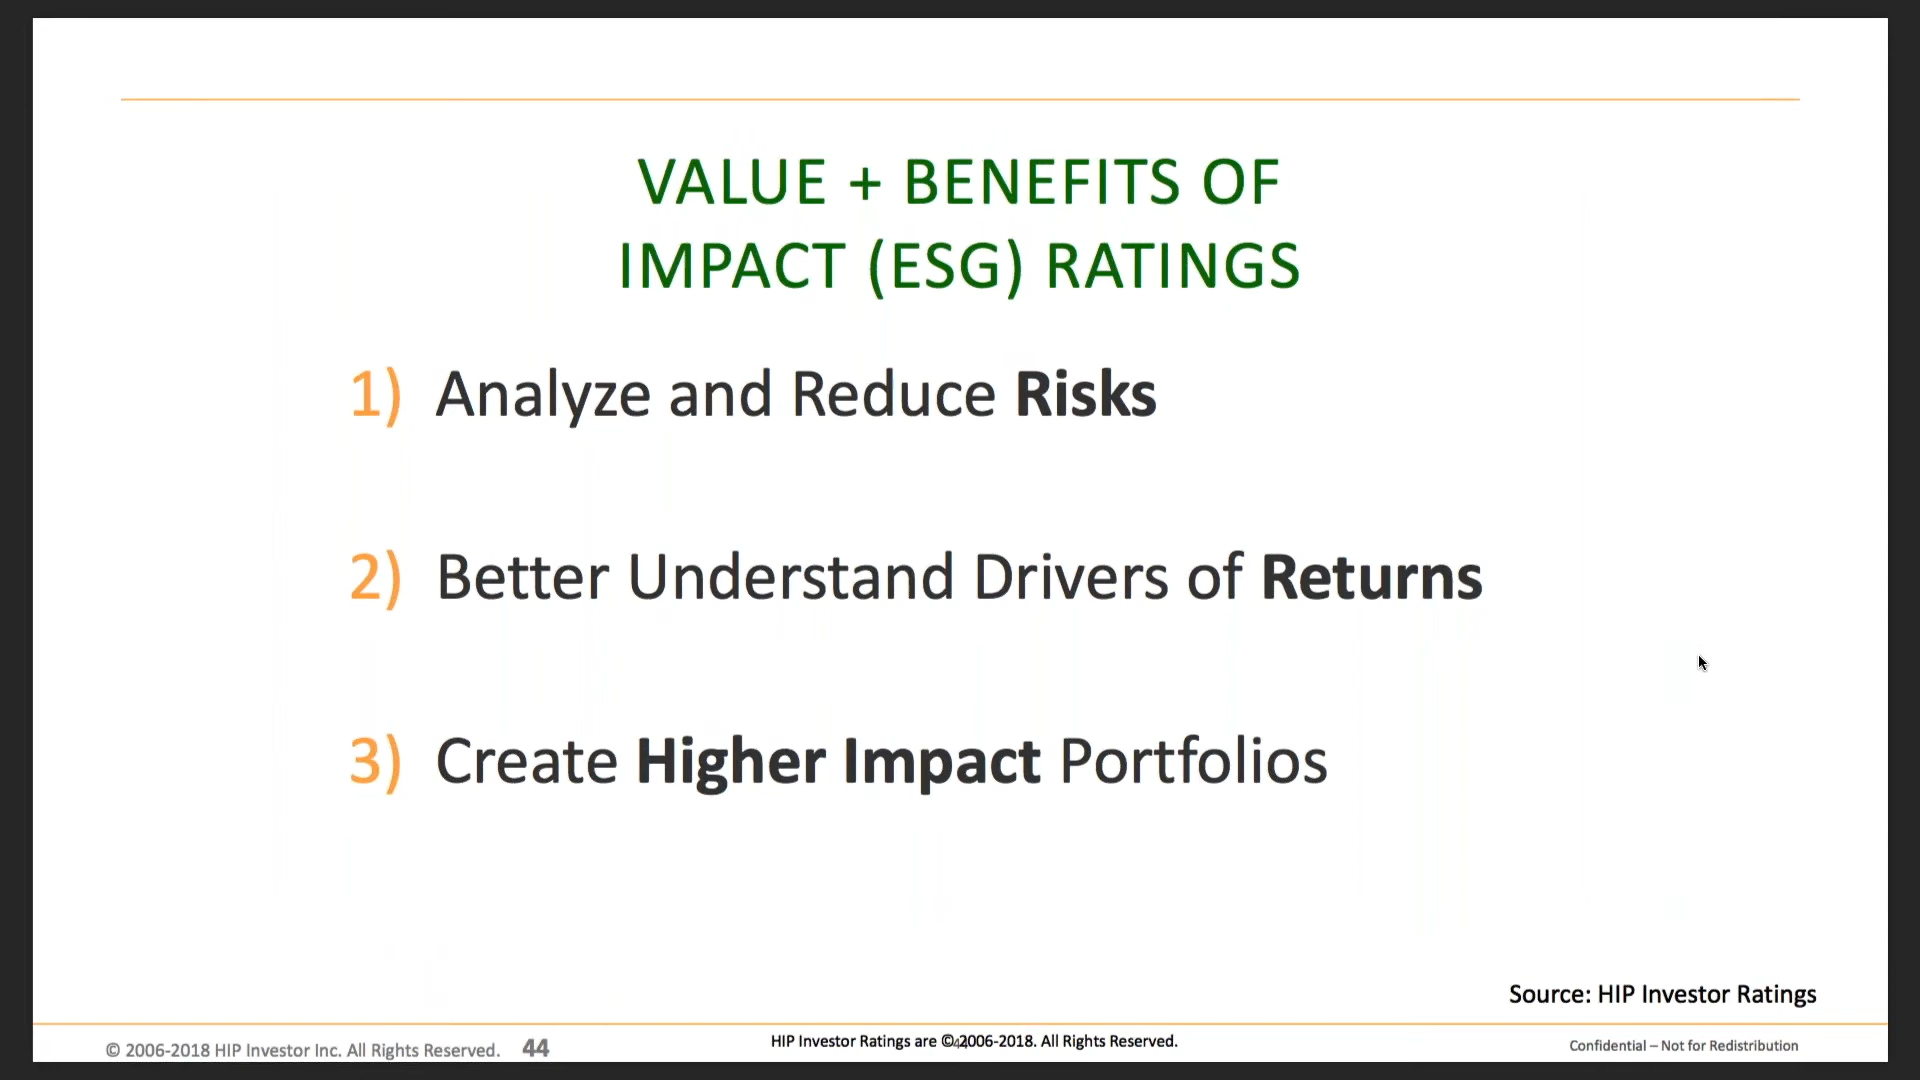 VALUE + BENEFITS OF
IMPACT (ESG) RATINGS
1) Analyze and Reduce Risks
2) Better Understand Drivers of Returns
3) Create Higher Impact Portfolios
Source: HIP Investor Ratings
© 2006-2018 HIP Investor Inc. All Rights Reserved. 44
HIP Investor Ratings are © 2006-2018. All Rights Reserved.
Confidential – Not for Redistribution